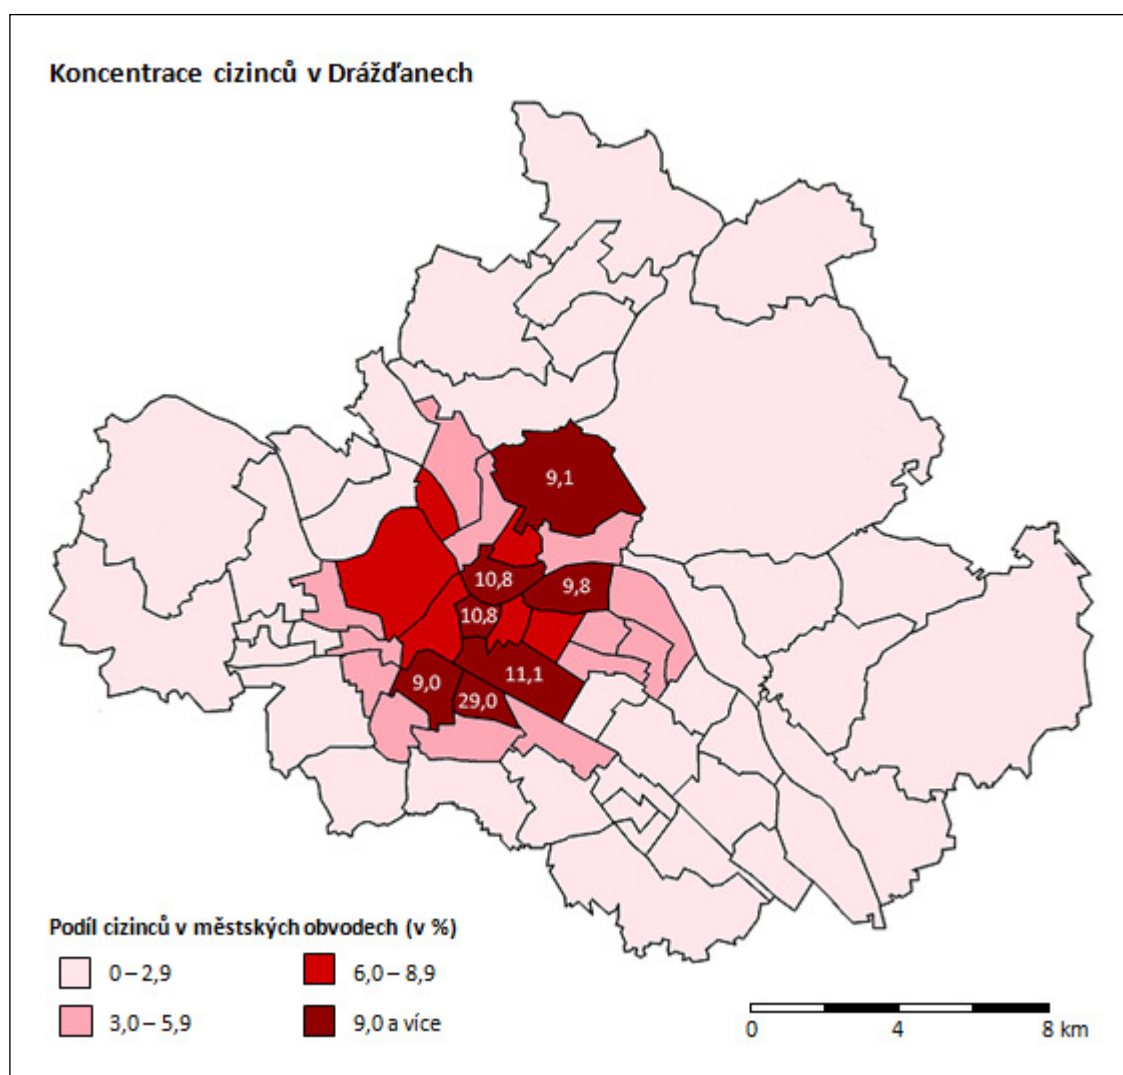 Koncentrace cizinců v Drážďanech
9,1
10,8
9,8
10,8
11,1
9,0
29,0
Podíl cizinců v městských obvodech (v %)
0 – 2,9
6,0 – 8,9
3,0 – 5,9
9,0 a více
0
4
8 km